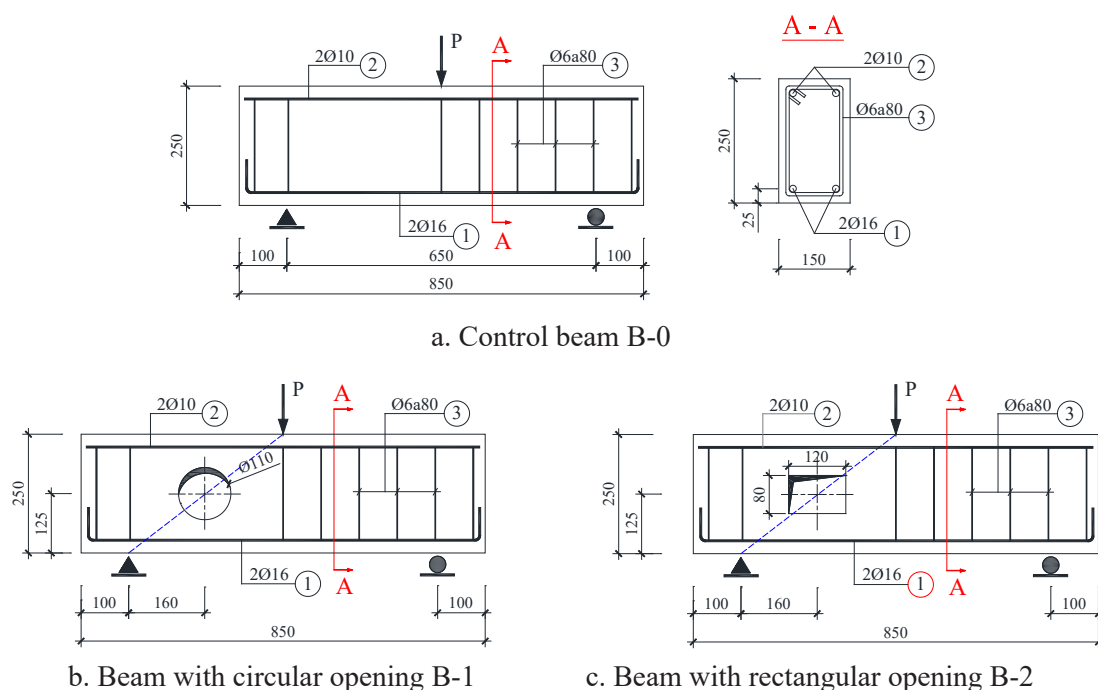 A - A
P
A
2Ø10 2
Ø6a80 3
2Ø10 2
250
250
Ø6a80 3
2Ø16 1
A
25
2Ø16 1
100 650 100
850
150
a. Control beam B-0
P
A
2Ø10 2
Ø6a80 3
Ø110
250
125
2Ø16 1
A
100 160 100
850
b. Beam with circular opening B-1
P
A
2Ø10 2
Ø6a80 3
120
80
250
125
2Ø16 1
A
100 160 100
850
c. Beam with rectangular opening B-2